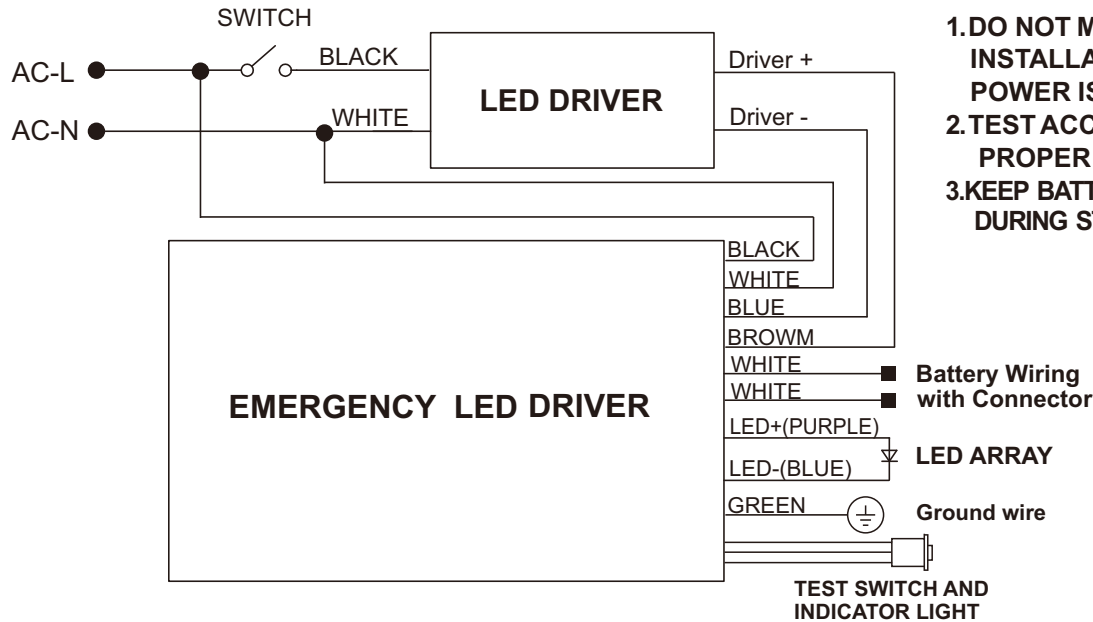 SWITCH
AC-L
BLACK
AC-N
WHITE
LED DRIVER
Driver +
Driver -
1.DO NOT M
INSTALLA
POWER IS
2.TEST ACC
PROPER
3.KEEP BATT
DURING S
EMERGENCY LED DRIVER
BLACK
WHITE
BLUE
BROWM
WHITE
WHITE
Battery Wiring
with Connector
LED+(PURPLE)
LED-(BLUE)
LED ARRAY
GREEN
Ground wire
TEST SWITCH AND
INDICATOR LIGHT